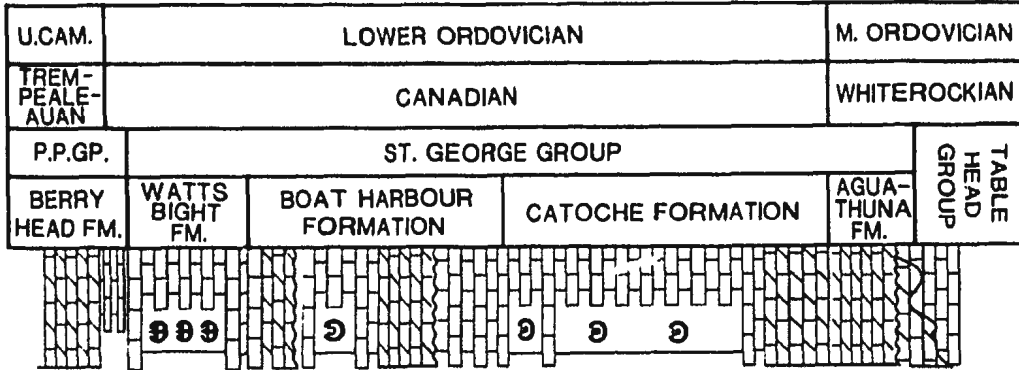 U.CAM.
LOWER ORDOVICIAN
M. ORDOVICIAN
TREM-
PEALE-
AUAN
CANADIAN
WHITEROCKIAN
P.P.GP.
ST. GEORGE GROUP
TABLE
HEAD
GROUP
BERRY
HEAD FM.
WATTS
BIGHT
FM.
BOAT HARBOUR
FORMATION
CATOCHE FORMATION
AGUA-
THUNA
FM.